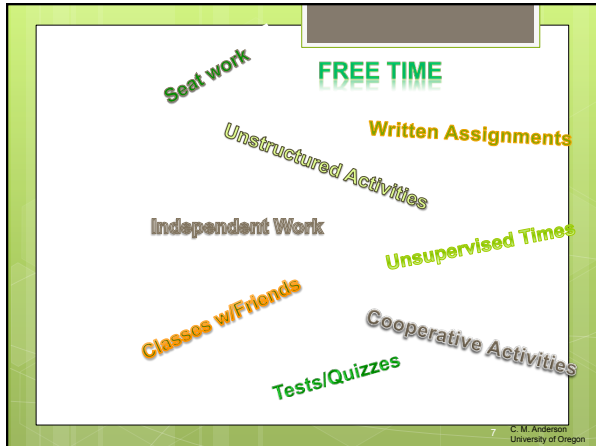 Seat work
FREE TIME
Written Assignments
Unstructured Activities
Independent Work
Unsupervised Times
Classes w/Friends
Cooperative Activities
Tests/Quizzes
7
C. M. Anderson
University of Oregon